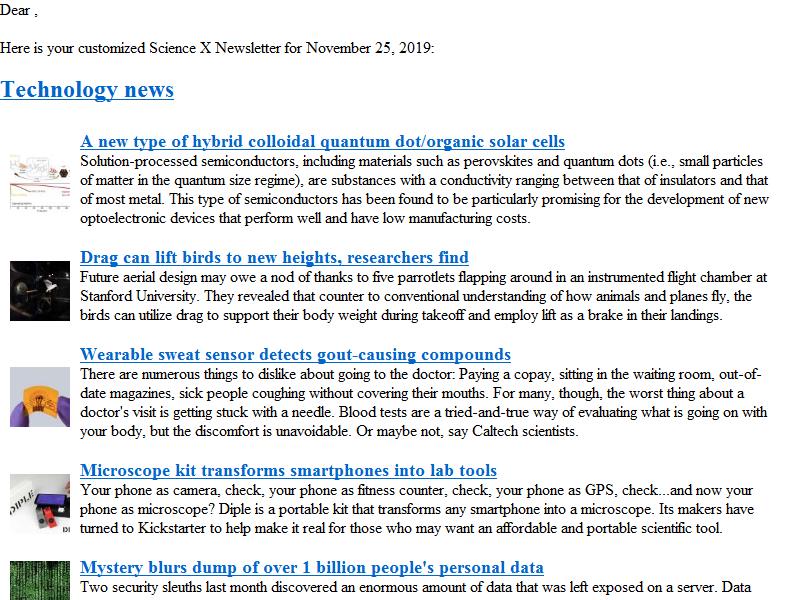 Dear ,
Here is your customized Science X Newsletter for November 25, 2019:
Technology news
A new type of hybrid colloidal quantum dot/organic solar cells
Solution-processed semiconductors, including materials such as perovskites and quantum dots (i.e., small particles
of matter in the quantum size regime), are substances with a conductivity ranging between that of insulators and that
of most metal. This type of semiconductors has been found to be particularly promising for the development of new
optoelectronic devices that perform well and have low manufacturing costs.
Drag can lift birds to new heights, researchers find
Future aerial design may owe a nod of thanks to five parrotlets flapping around in an instrumented flight chamber at
Stanford University. They revealed that counter to conventional understanding of how animals and planes fly, the
birds can utilize drag to support their body weight during takeoff and employ lift as a brake in their landings.
Wearable sweat sensor detects gout-causing compounds
There are numerous things to dislike about going to the doctor: Paying a copay, sitting in the waiting room, out-of-
date magazines, sick people coughing without covering their mouths. For many, though, the worst thing about a
doctor's visit is getting stuck with a needle. Blood tests are a tried-and-true way of evaluating what is going on with
your body, but the discomfort is unavoidable. Or maybe not, say Caltech scientists.
DIPLE
Microscope kit transforms smartphones into lab tools
Your phone as camera, check, your phone as fitness counter, check, your phone as GPS, check...and now your
phone as microscope? Diple is a portable kit that transforms any smartphone into a microscope. Its makers have
turned to Kickstarter to help make it real for those who may want an affordable and portable scientific tool.
Mystery blurs dump of over 1 billion people's personal data
Two security sleuths last month discovered an enormous amount of data that was left exposed on a server. Data